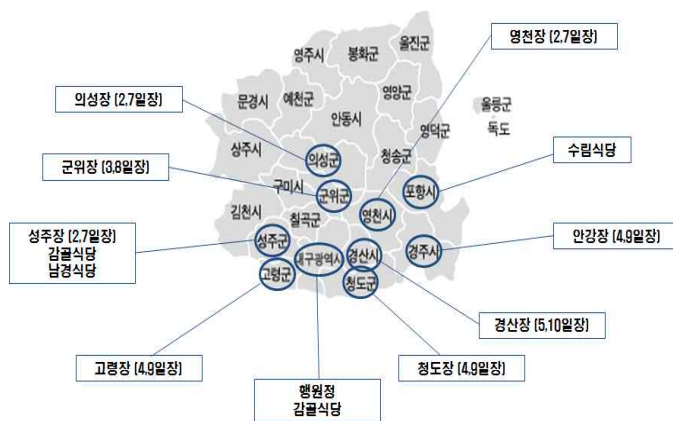 영천장 (2,7일장)
울진군
영주시
봉화군
의성장 (2,7일장)
문경시
예천군
안동시
영양군
울릉군
독도
영덕군
상주시
의성군
청송군
수림식당
군위장 (3,8일장)
구미시
군위군
포항시
김천시
칠곡군
영천시
성주장 (2,7일장)
감골식당
남경식당
성주군
대구광역시
경산시
경주시
안강장 (4,9일장)
고령군
청도군
경산장 (5,10일장)
고령장 (4,9일장)
청도장 (4,9일장)
행원정
감골식당